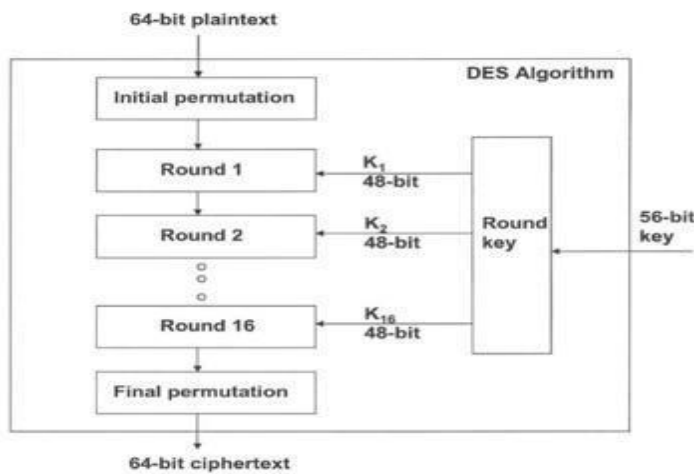 64-bit plaintext
DES Algorithm
Initial permutation
Round 1
K1
48-bit
Round 2
K2
48-bit
Round key
56-bit key
Round 16
K16
48-bit
Final permutation
64-bit ciphertext